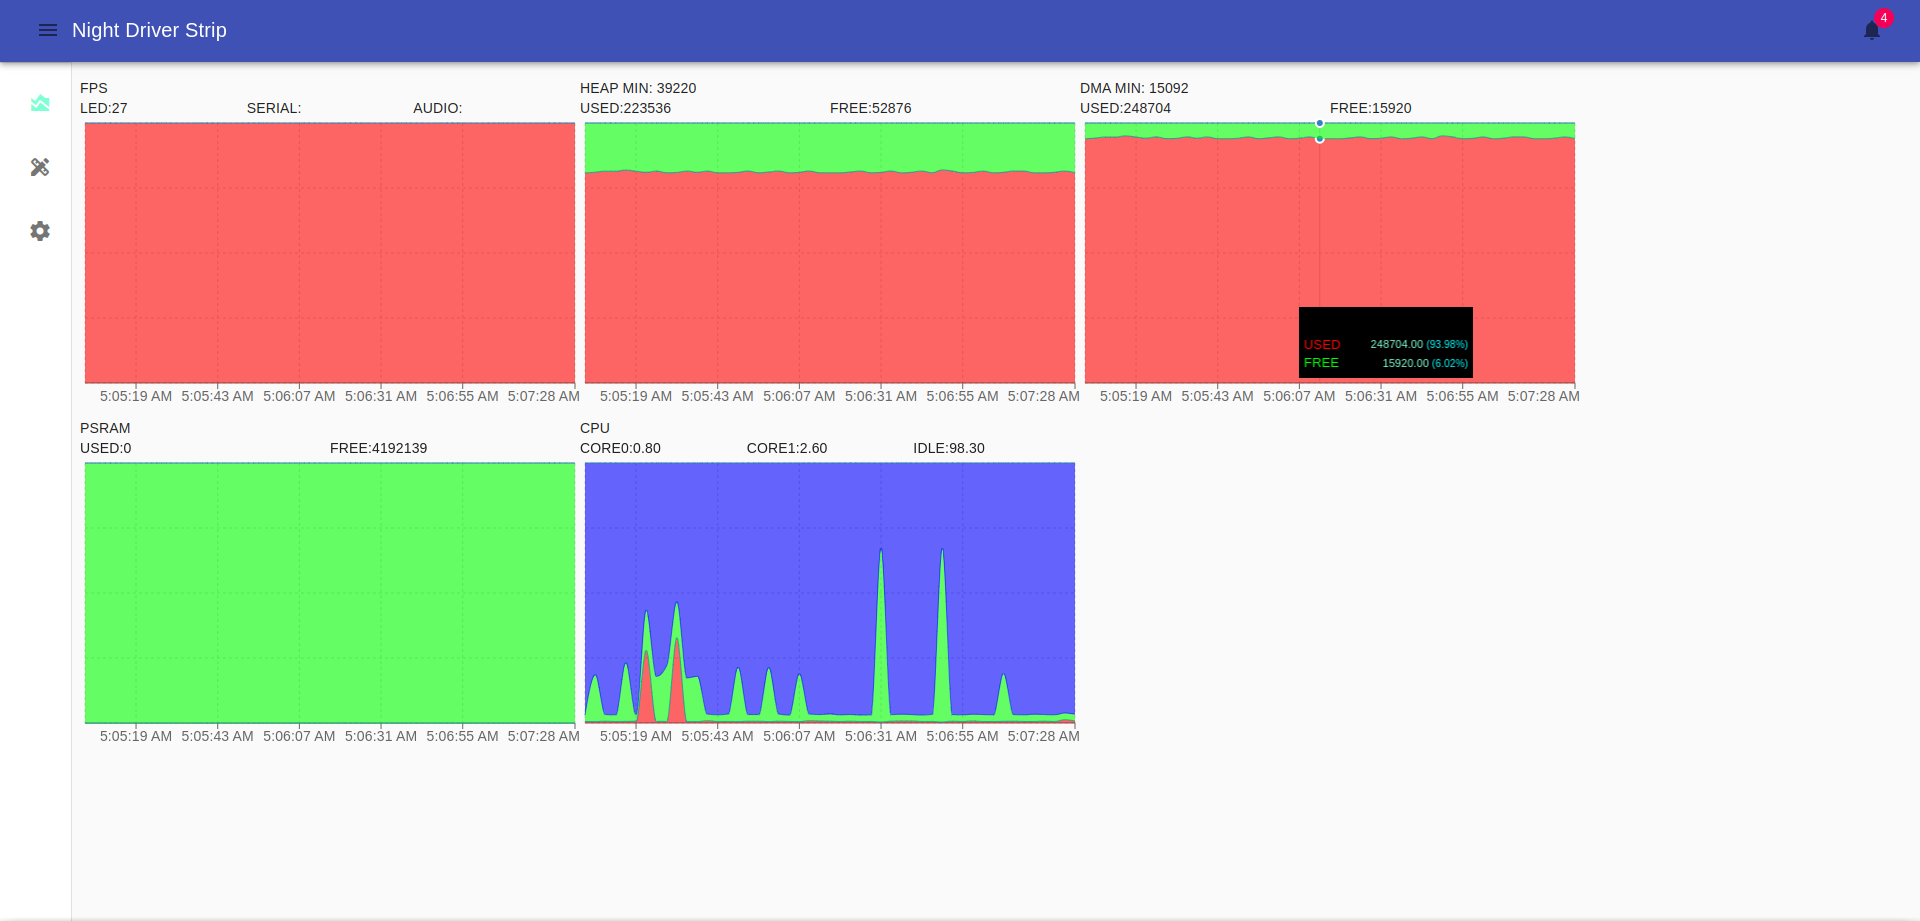 Night Driver Strip
4
FPS
LED:27 SERIAL: AUDIO:
5:05:19 AM 5:05:43 AM 5:06:07 AM 5:06:31 AM 5:06:55 AM 5:07:28 AM
HEAP MIN: 39220
USED:223536 FREE:52876
5:05:19 AM 5:05:43 AM 5:06:07 AM 5:06:31 AM 5:06:55 AM 5:07:28 AM
DMA MIN: 15092
USED:248704 FREE:15920
USED 248704.00 (93.98%)
FREE 15920.00 (6.02%)
5:05:19 AM 5:05:43 AM 5:06:07 AM 5:06:31 AM 5:06:55 AM 5:07:28 AM
PSRAM
USED:0 FREE:4192139
5:05:19 AM 5:05:43 AM 5:06:07 AM 5:06:31 AM 5:06:55 AM 5:07:28 AM
CPU
CORE0:0.80 CORE1:2.60 IDLE:98.30
5:05:19 AM 5:05:43 AM 5:06:07 AM 5:06:31 AM 5:06:55 AM 5:07:28 AM